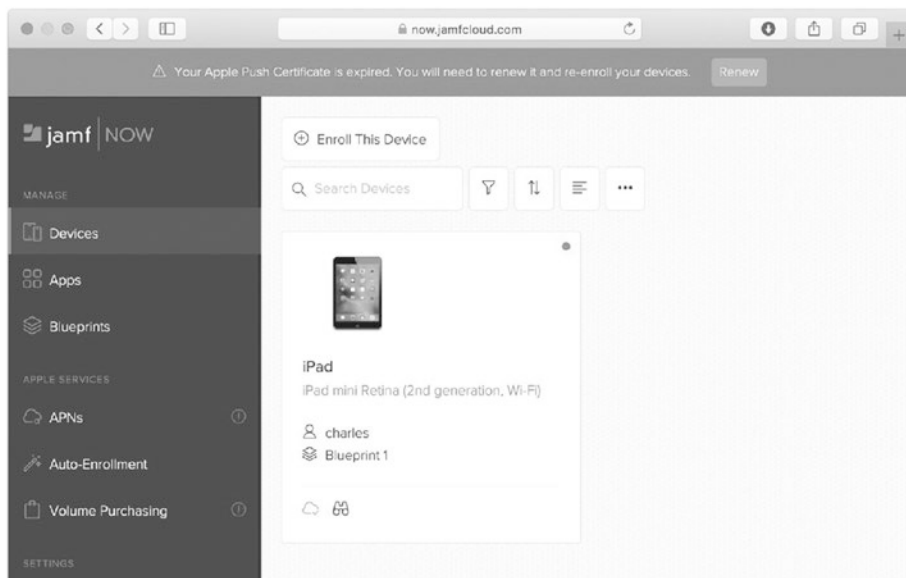 now.jamfcloud.com
Your Apple Push Certificate is expired. You will need to renew it and re-enroll your devices. Renew
jamf NOW
Enroll This Device
MANAGE
Search Devices
Devices
Apps
Blueprints
iPad
APPLE SERVICES
iPad mini Retina (2nd generation, Wi-Fi)
APNs
charles
Blueprint 1
Auto-Enrollment
Volume Purchasing
SETTINGS